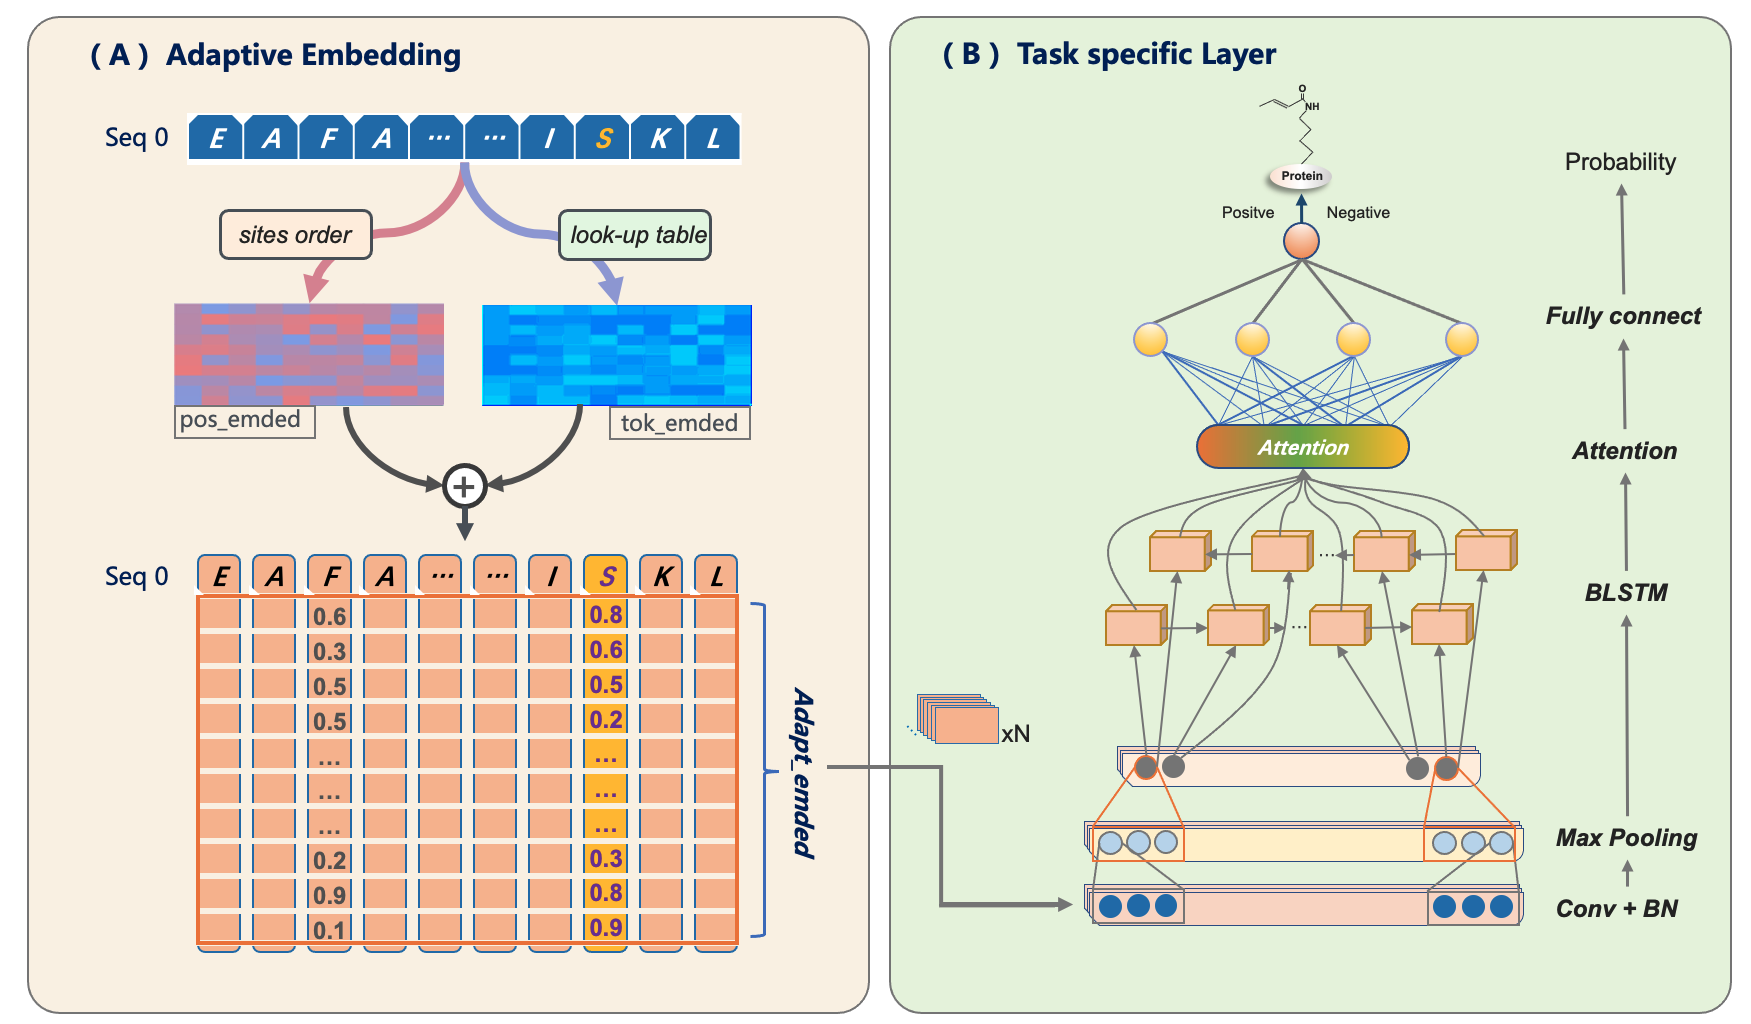 ( A ) Adaptive Embedding
Seq 0 E A F A ... ... I S K L
sites order
look-up table
pos_emded
tok_emded
+
Seq 0 E A F A ... ... I S K L
0.6 0.8
0.3 0.6
0.5 0.5
0.5 0.2
... ...
... ...
... ...
0.2 0.3
0.9 0.8
0.1 0.9
Adapt_emded
( B ) Task specific Layer
O
NH
Protein
Positve Negative
Attention
...
...
xN
Probability
Fully connect
Attention
BLSTM
Max Pooling
Conv + BN